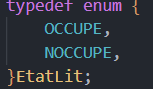 typedef enum {
OCCUPE,
NOCCUPE,
}EtatLit;